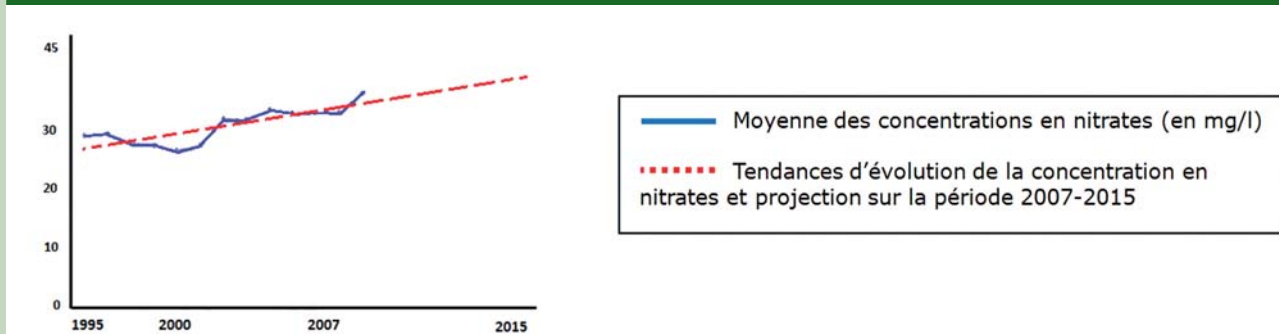 45
30
20
10
0
1995 2000 2007 2015
Moyenne des concentrations en nitrates (en mg/l)
Tendances d'évolution de la concentration en
nitrates et projection sur la période 2007-2015